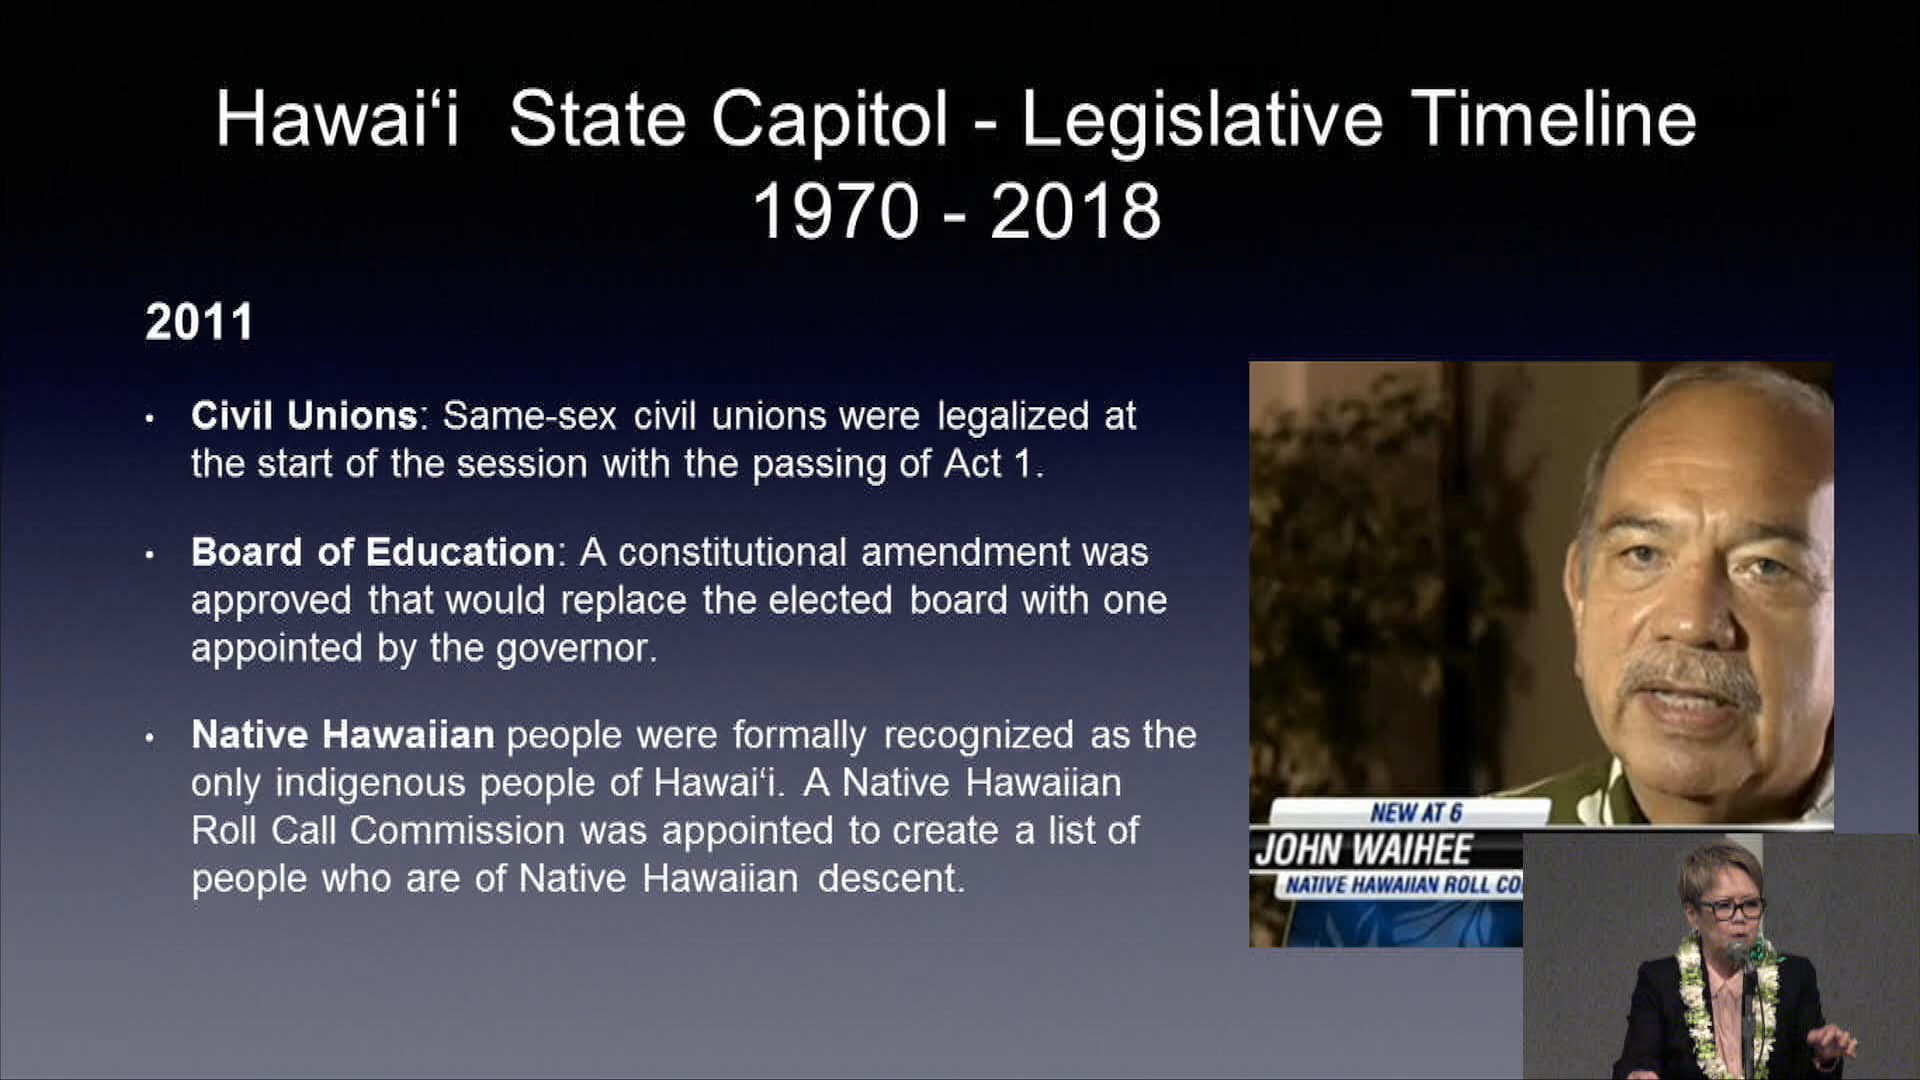 Hawai‘i State Capitol - Legislative Timeline
1970 - 2018
2011
• Civil Unions: Same-sex civil unions were legalized at
the start of the session with the passing of Act 1.
• Board of Education: A constitutional amendment was
approved that would replace the elected board with one
appointed by the governor.
• Native Hawaiian people were formally recognized as the
only indigenous people of Hawai‘i. A Native Hawaiian
Roll Call Commission was appointed to create a list of
people who are of Native Hawaiian descent.
NEW AT 6
JOHN WAIHEE
NATIVE HAWAIIAN ROLL CO